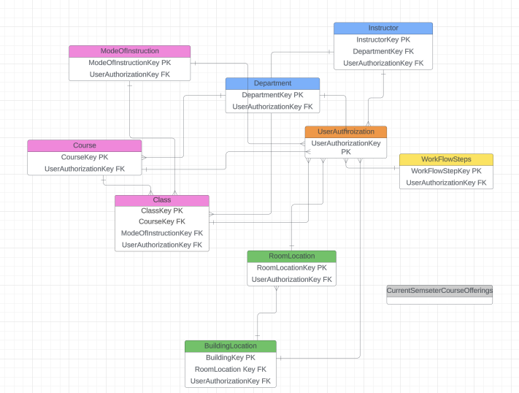 Instructor
InstructorKey PK
DepartmentKey FK
UserAuthorizationKey FK
ModeOfInstruction
ModeOfInstructionKey PK
UserAuthorizationKey FK
Department
DepartmentKey PK
UserAuthorizationKey FK
UserAuthroization
UserAuthorizationKey
PK
Course
CourseKey PK
UserAuthorizationKey FK
WorkFlowSteps
WorkFlowStepKey PK
UserAuthorizationKey FK
Class
ClassKey PK
CourseKey FK
ModeOfInstructionKey FK
UserAuthorizationKey FK
RoomLocation
RoomLocationKey PK
UserAuthorizationKey FK
CurrentSemseterCourseOfferings
BuildingLocation
BuildingKey PK
RoomLocation Key FK
UserAuthorizationKey FK